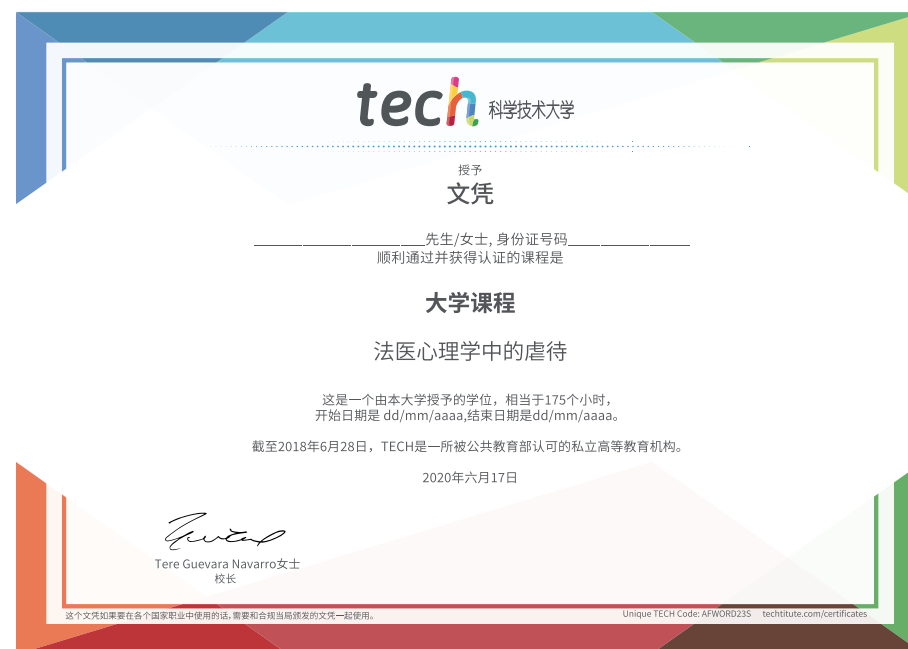 tech 科学技术大学
授予
文凭
______________________先生/女士, 身份证号码_______________
顺利通过并获得认证的课程是
大学课程
法医心理学中的虐待
这是一个由本大学授予的学位，相当于175个小时，
开始日期是 dd/mm/aaaa,结束日期是dd/mm/aaaa。
截至2018年6月28日，TECH是一所被公共教育部认可的私立高等教育机构。
2020年六月17日
Tere Guevara Navarro女士
校长
这个文凭如果要在各个国家职业中使用的话，需要和合规当局颁发的文凭一起使用。
Unique TECH Code: AFWORD23S techtitute.com/certificates